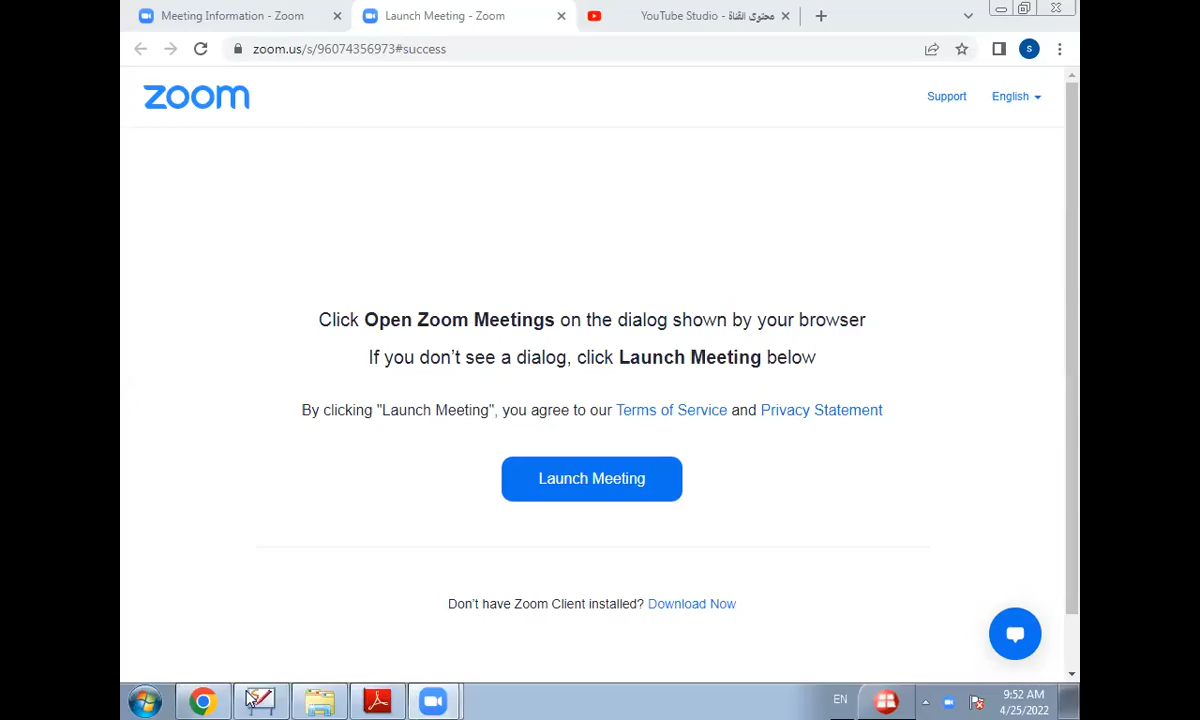 Meeting Information - Zoom
Launch Meeting - Zoom
YouTube Studio - محتوى القناة
zoom.us/s/96074356973#success
S
zoom
Support
English
Click Open Zoom Meetings on the dialog shown by your browser
If you don’t see a dialog, click Launch Meeting below
By clicking "Launch Meeting", you agree to our Terms of Service and Privacy Statement
Launch Meeting
Don’t have Zoom Client installed? Download Now
EN
9:52 AM
4/25/2022